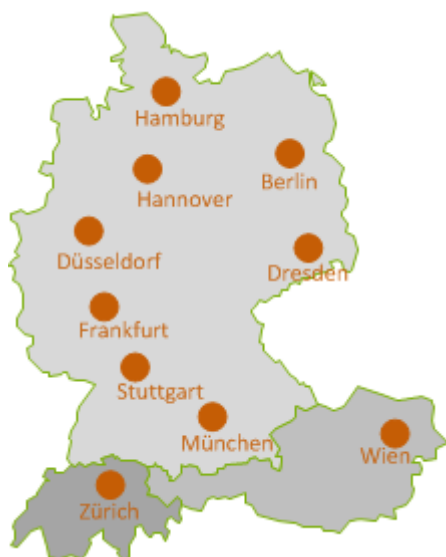 Hamburg
Berlin
Hannover
Düsseldorf
Dresden
Frankfurt
Stuttgart
München
Wien
Zürich